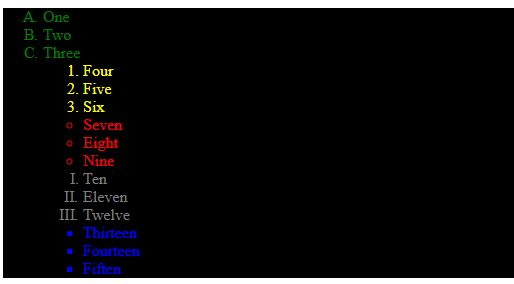 A. One
B. Two
C. Three
1. Four
2. Five
3. Six
Seven
Eight
Nine
I. Ten
II. Eleven
III. Twelve
Thirteen
Fourteen
Fiften